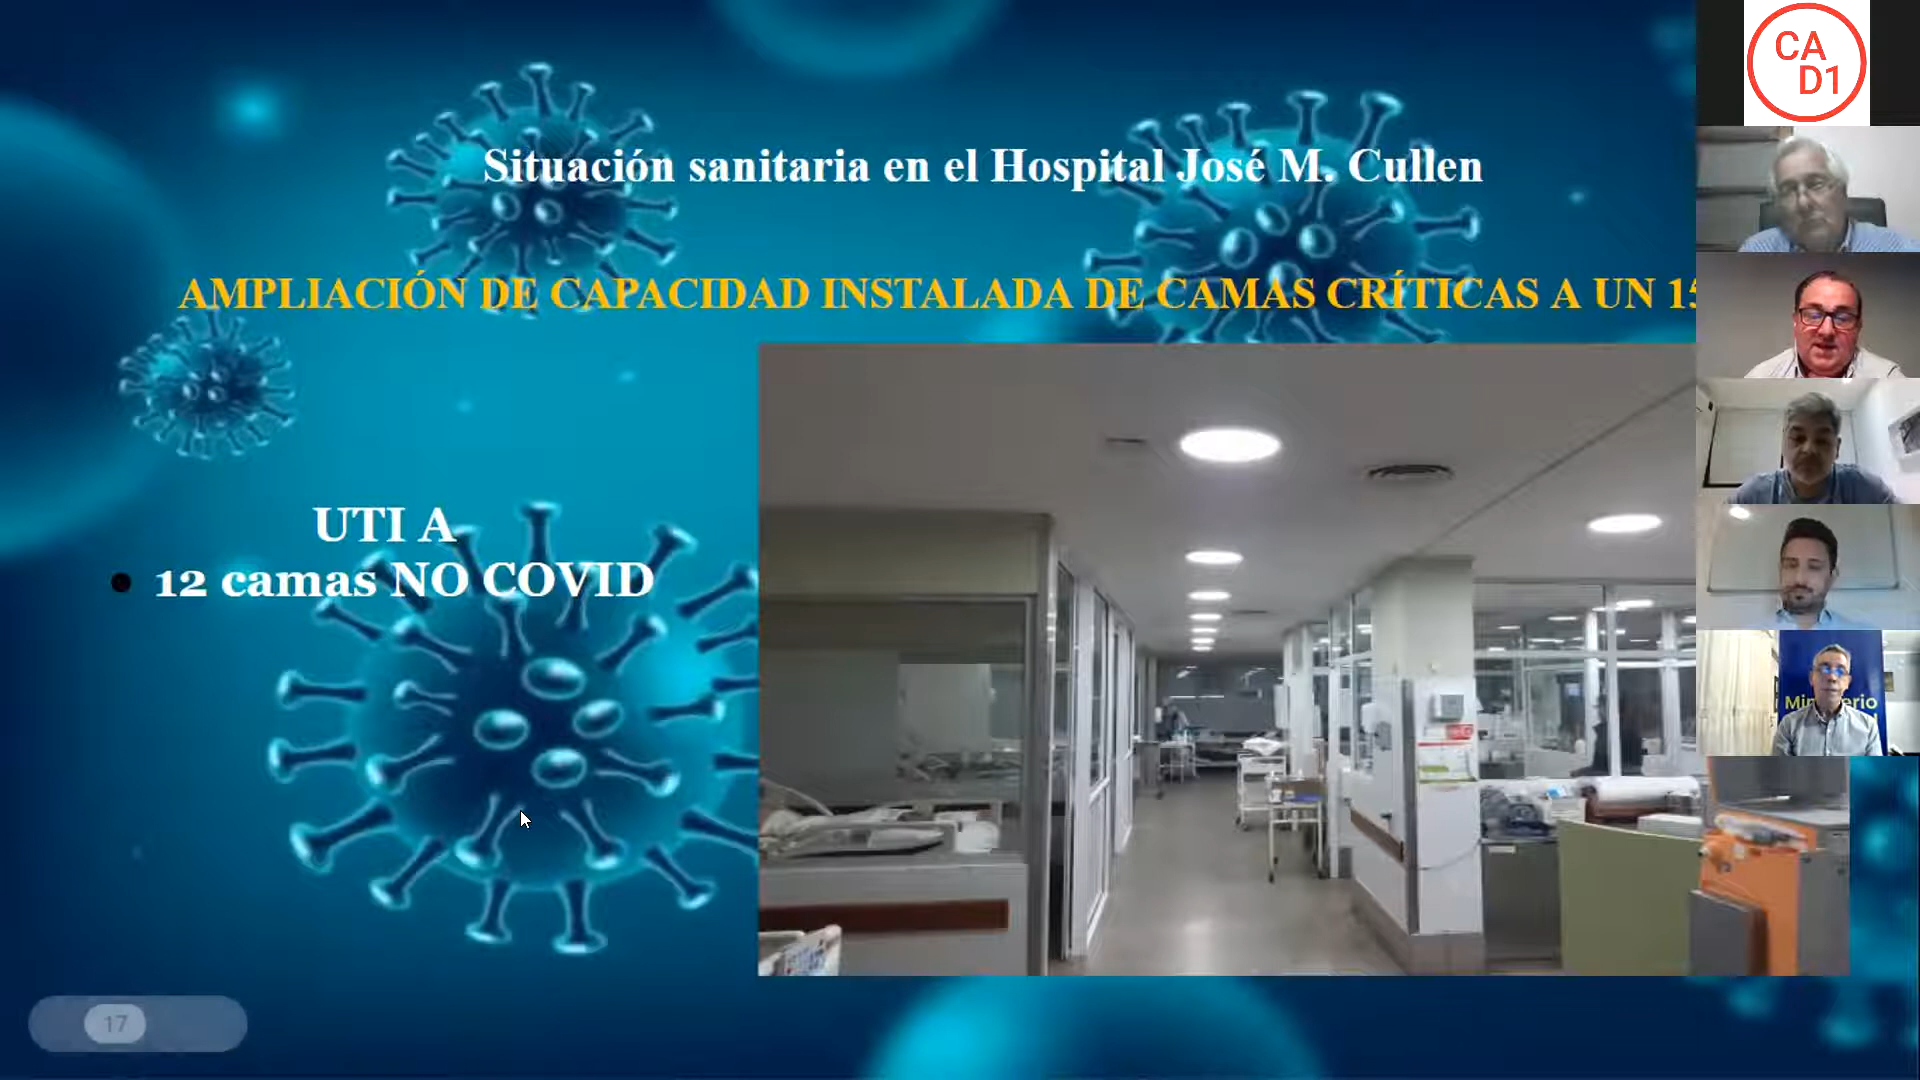 CA
D1
Situación sanitaria en el Hospital José M. Cullen
AMPLIACIÓN DE CAPACIDAD INSTALADA DE CAMAS CRÍTICAS A UN 15
UTI A
12 camas NO COVID
17